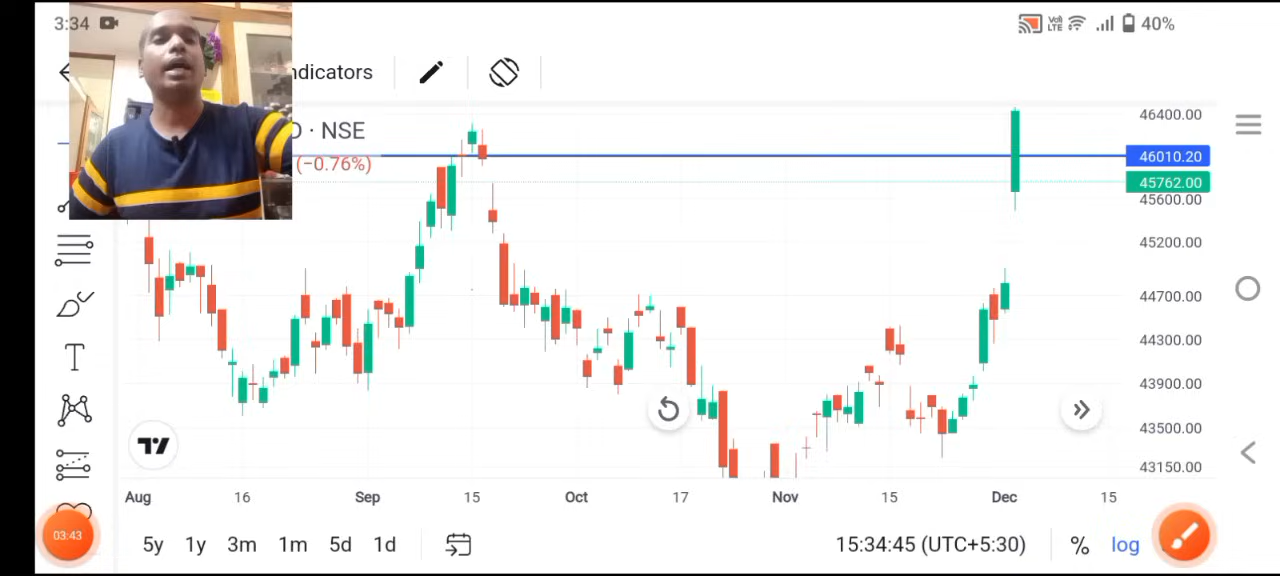 3:34
Vo)
LTE
40%
ndicators
· NSE
(−0.76%)
46400.00
46010.20
45762.00
45600.00
45200.00
44700.00
44300.00
43900.00
43500.00
43150.00
T
Aug 16 Sep 15 Oct 17 Nov 15 Dec 15
03:43
5y 1y 3m 1m 5d 1d
15:34:45 (UTC+5:30)
% log